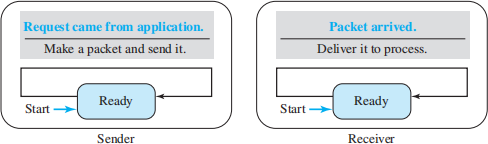 Request came from application.
Make a packet and send it.
Ready
Start
Sender
Packet arrived.
Deliver it to process.
Ready
Start
Receiver